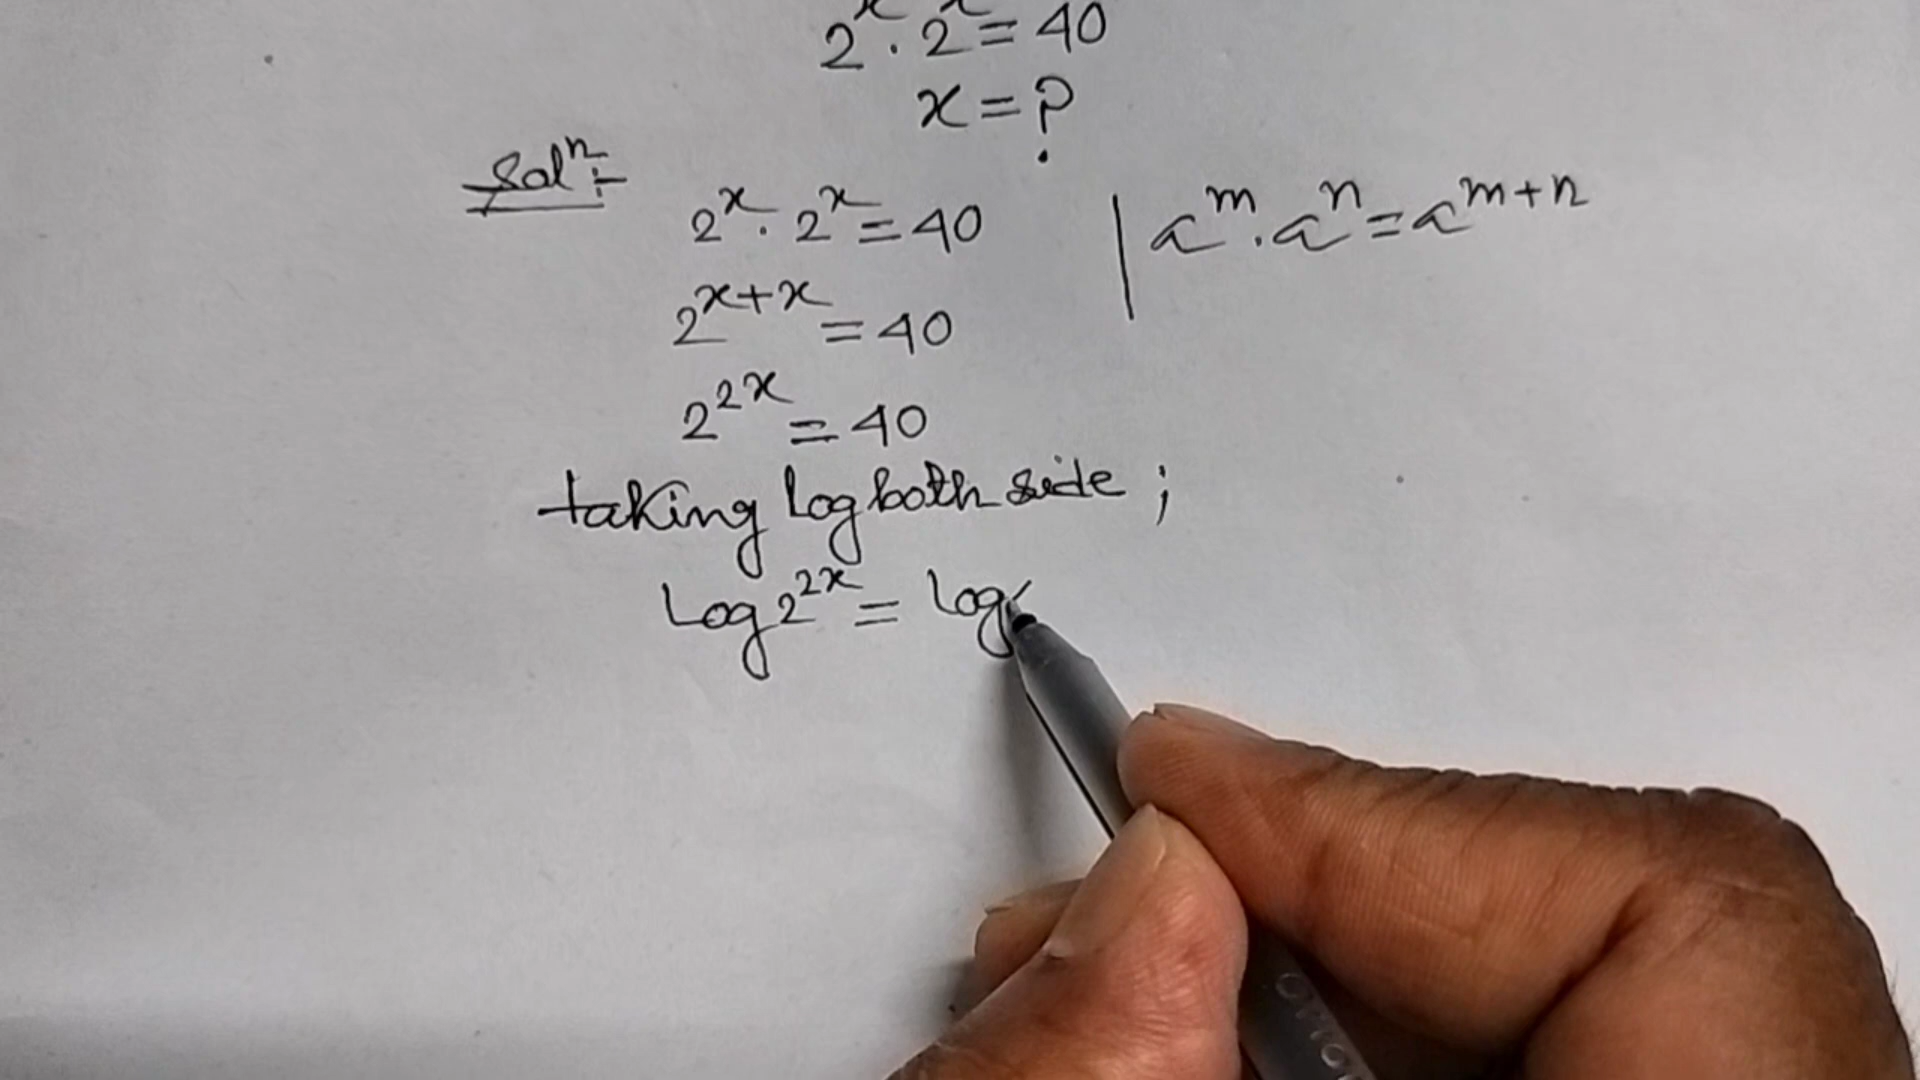 2^x . 2^x = 40
x = ?
Solⁿ:-
2^x . 2^x = 40 | a^m . a^n = a^m+n
2^x+x = 40
2^2x = 40
taking log both side ;
Log 2^2x = log